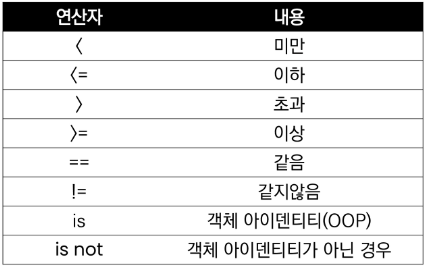 연산자 내용
< 미만
<= 이하
> 초과
>= 이상
== 같음
!= 같지않음
is 객체 아이덴티티(OOP)
is not 객체 아이덴티티가 아닌 경우